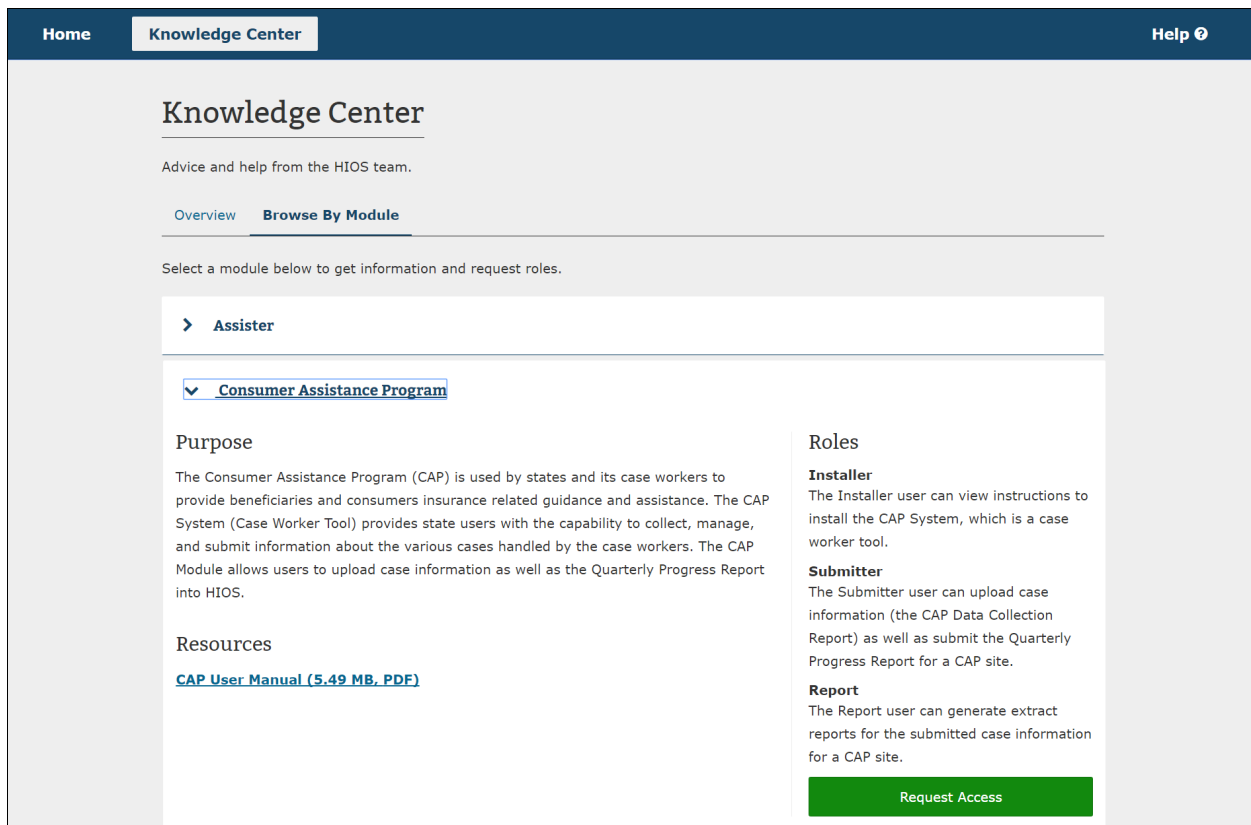 Home Knowledge Center Help
Knowledge Center
Advice and help from the HIOS team.
Overview Browse By Module
Select a module below to get information and request roles.
Assister
Consumer Assistance Program
Purpose
The Consumer Assistance Program (CAP) is used by states and its case workers to
provide beneficiaries and consumers insurance related guidance and assistance. The CAP
System (Case Worker Tool) provides state users with the capability to collect, manage,
and submit information about the various cases handled by the case workers. The CAP
Module allows users to upload case information as well as the Quarterly Progress Report
into HIOS.
Resources
CAP User Manual (5.49 MB, PDF)
Roles
Installer
The Installer user can view instructions to
install the CAP System, which is a case
worker tool.
Submitter
The Submitter user can upload case
information (the CAP Data Collection
Report) as well as submit the Quarterly
Progress Report for a CAP site.
Report
The Report user can generate extract
reports for the submitted case information
for a CAP site.
Request Access